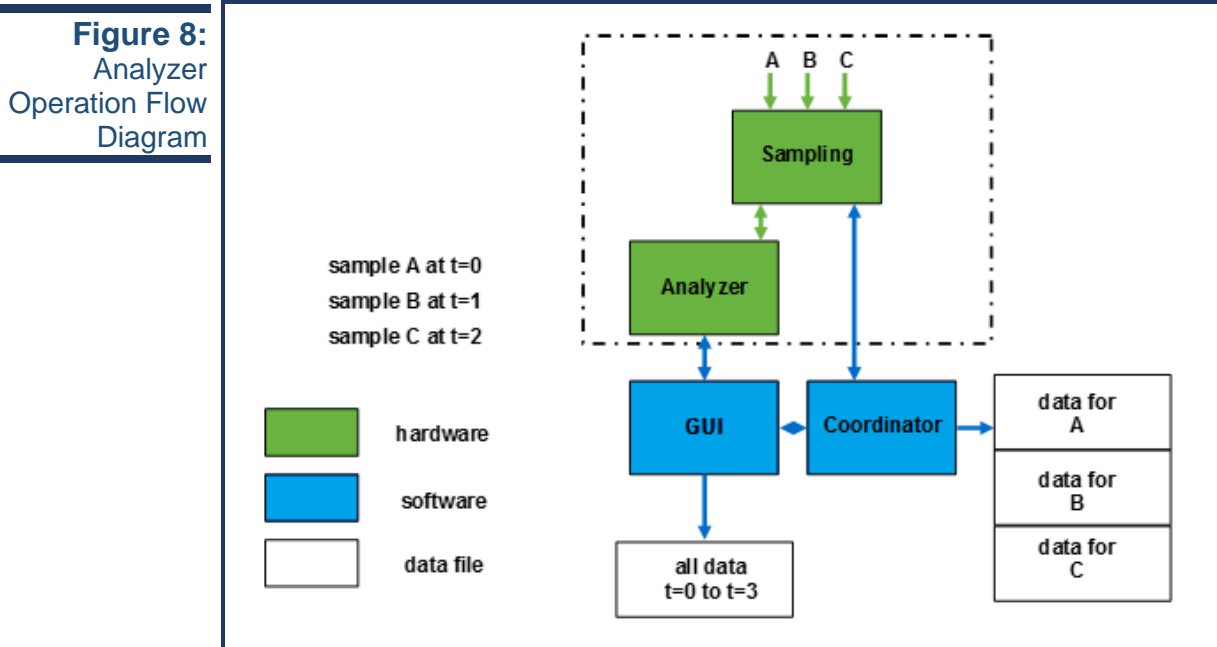 Figure 8:
Analyzer
Operation Flow
Diagram
A B C
Sampling
Analyzer
sample A at t=0
sample B at t=1
sample C at t=2
GUI
Coordinator
data for
A
data for
B
data for
C
hardware
software
data file
all data
t=0 to t=3